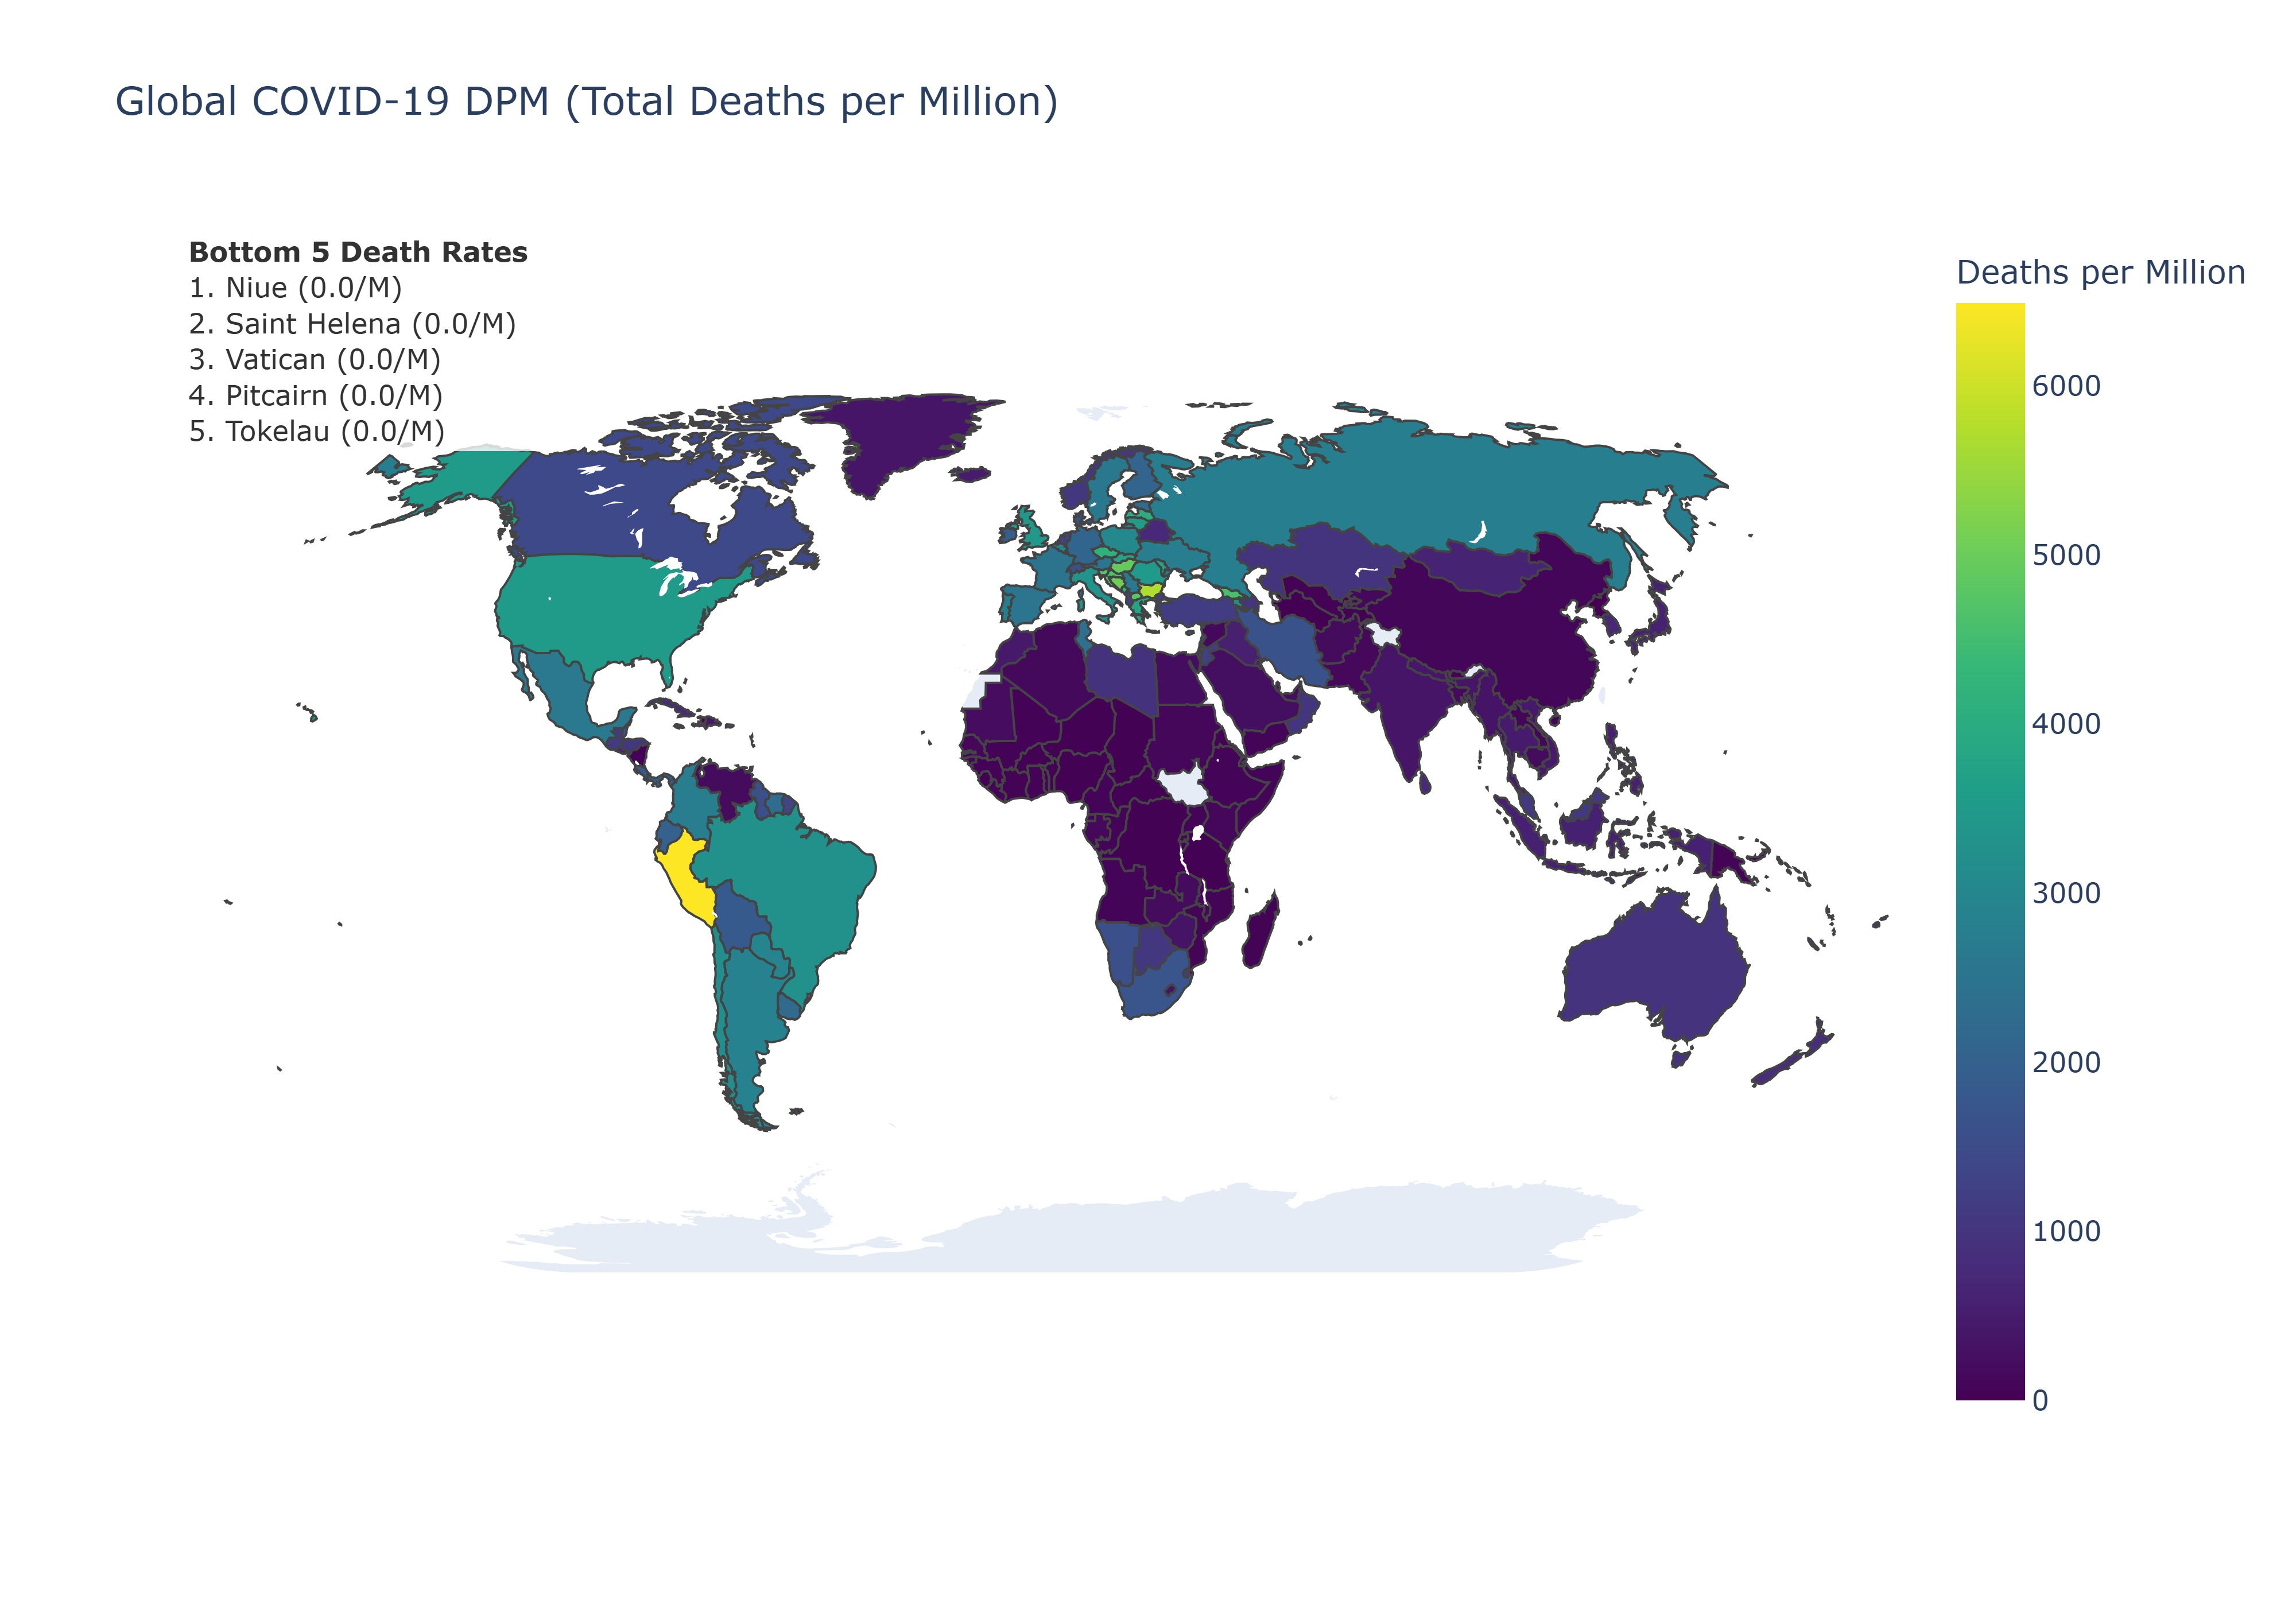 Global COVID-19 DPM (Total Deaths per Million)
Bottom 5 Death Rates
1. Niue (0.0/M)
2. Saint Helena (0.0/M)
3. Vatican (0.0/M)
4. Pitcairn (0.0/M)
5. Tokelau (0.0/M)
Deaths per Million
6000
5000
4000
3000
2000
1000
0